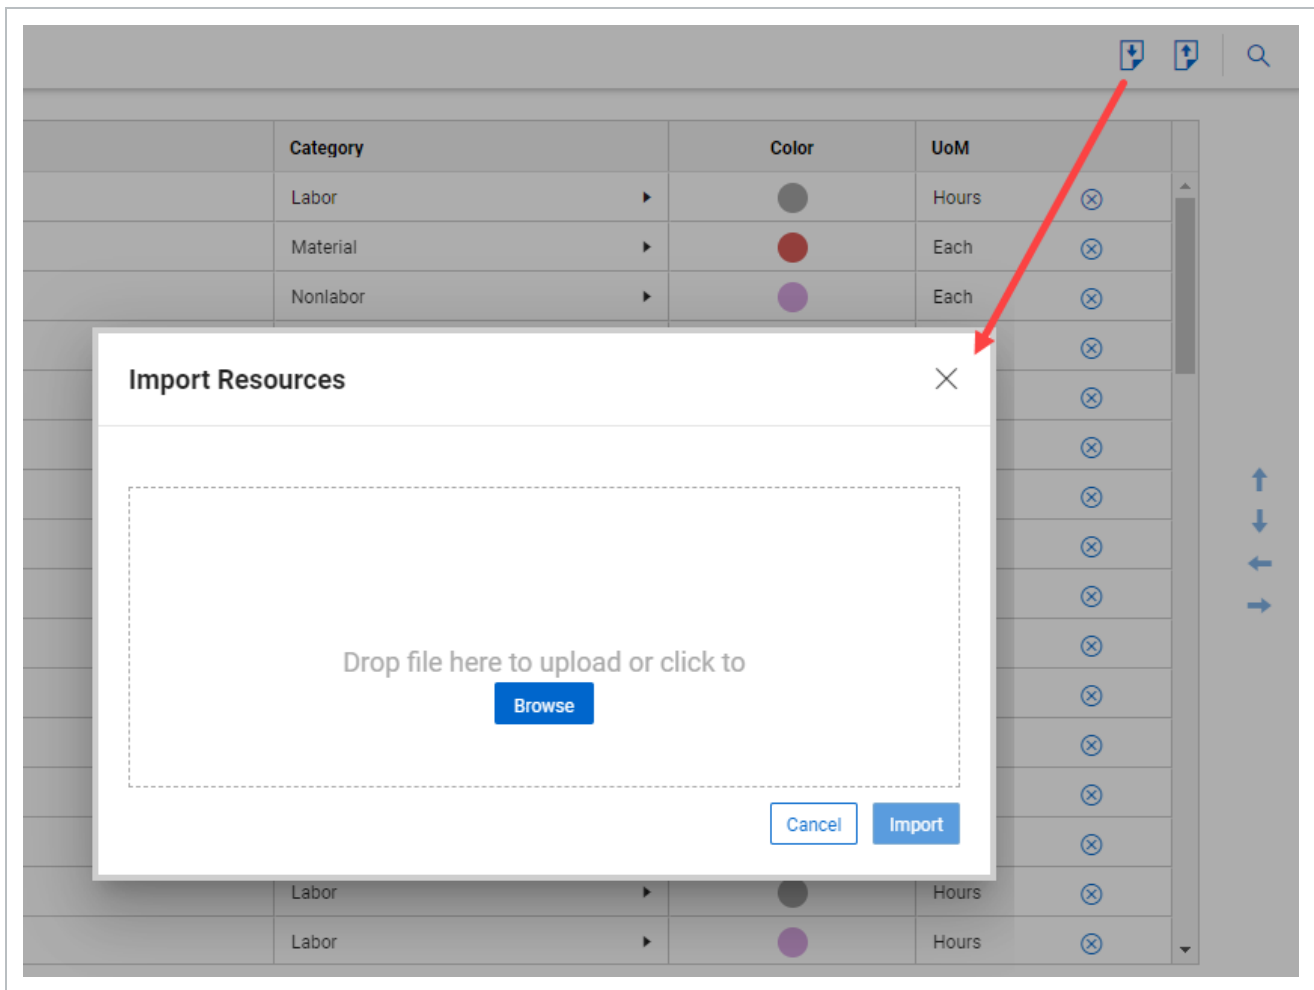 Category Color UoM
Labor Hours
Material Each
Nonlabor Each
Import Resources
Drop file here to upload or click to
Browse
Cancel Import
Labor Hours
Labor Hours